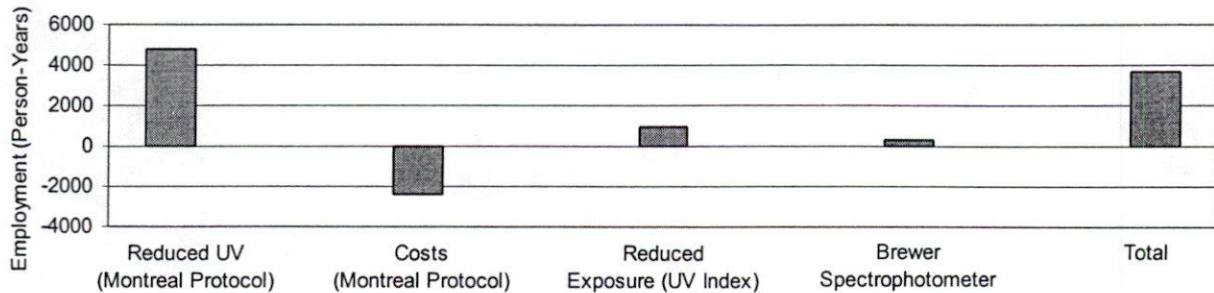 Employment (Person-Years)
6000
4000
2000
0
-2000
-4000
Reduced UV
(Montreal Protocol)
Costs
(Montreal Protocol)
Reduced
Exposure (UV Index)
Brewer
Spectrophotometer
Total